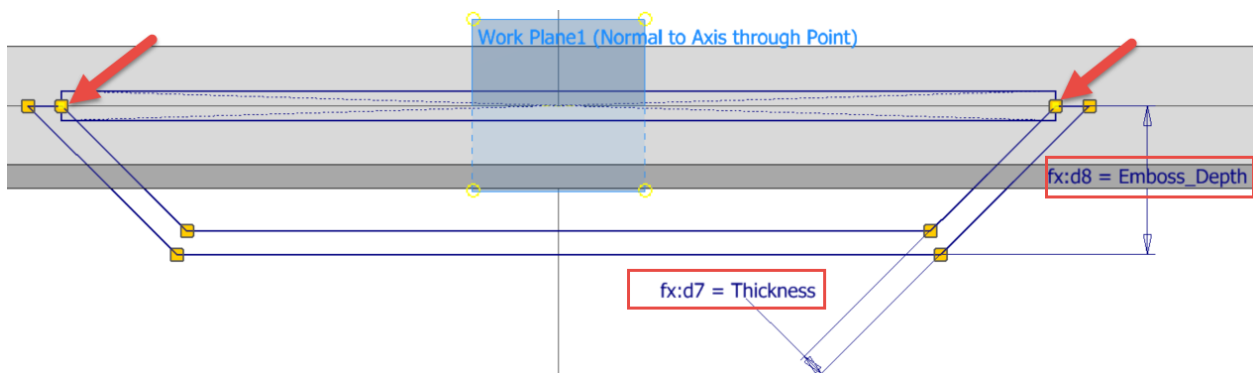 Work Plane1 (Normal to Axis through Point)
fx:d8 = Emboss_Depth
fx:d7 = Thickness